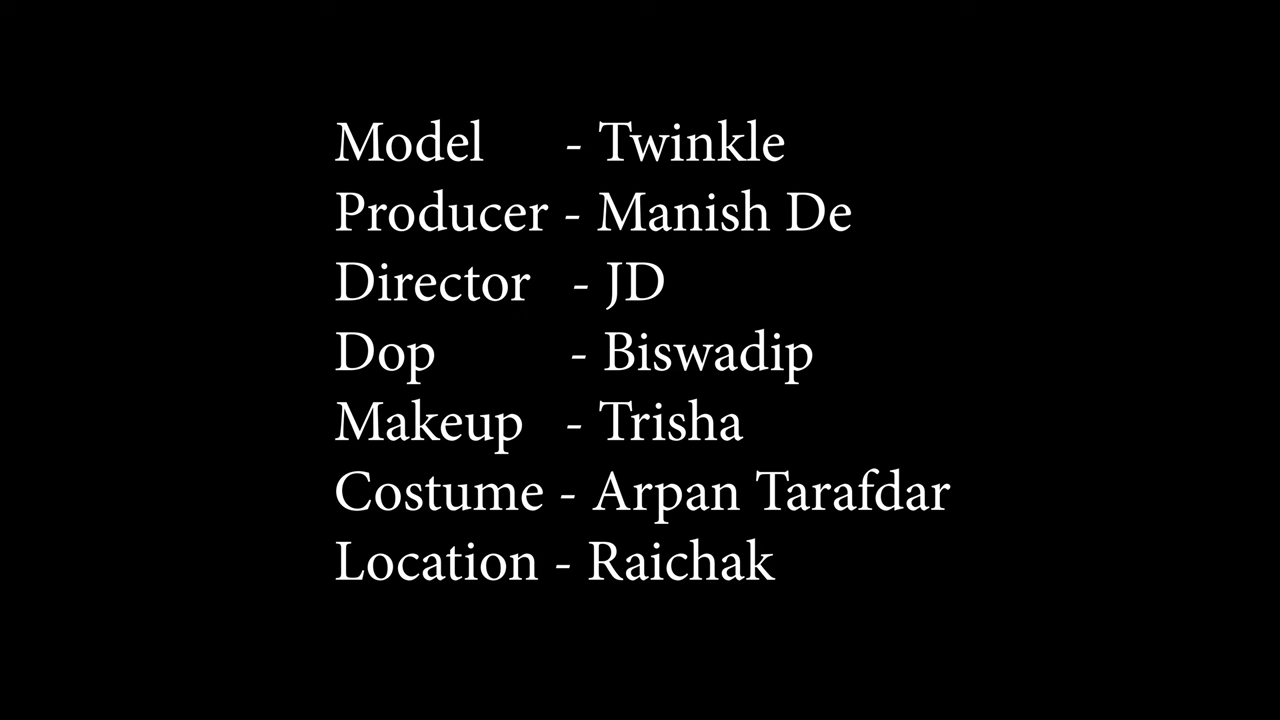 Model - Twinkle
Producer - Manish De
Director - JD
Dop - Biswadip
Makeup - Trisha
Costume - Arpan Tarafdar
Location - Raichak